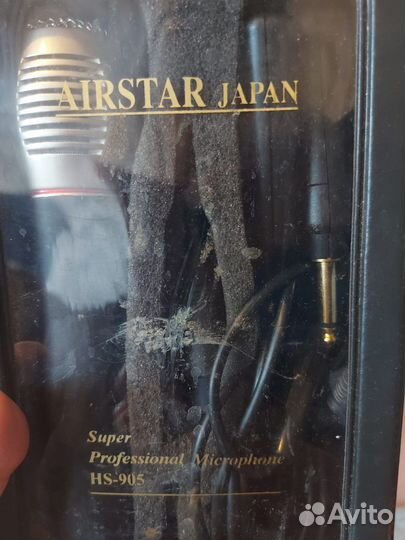 AIRSTAR JAPAN
Super
Professional Microphone
HS-905
Avito